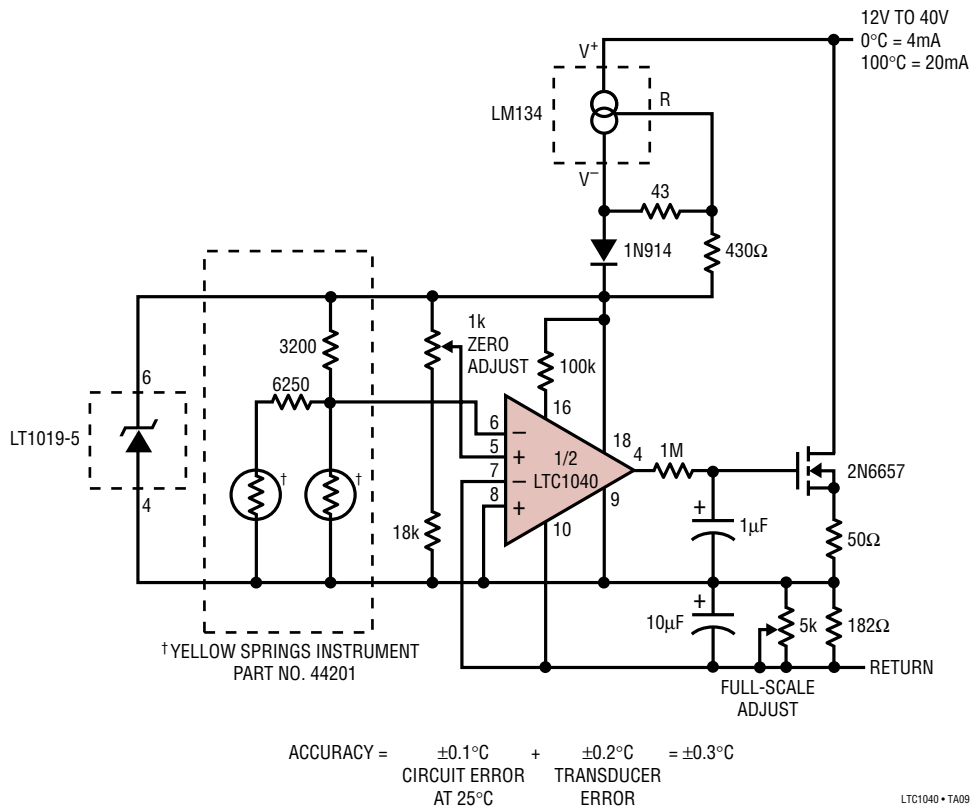 12V TO 40V
0°C = 4mA
100°C = 20mA
V+
LM134
R
V–
43
1N914
430Ω
3200
1k
ZERO
ADJUST
100k
6250
6
16
LT1019-5
†
†
6
5
7
8
–
+
–
+
1/2
LTC1040
18
4
1M
9
10
2N6657
4
18k
+
1µF
50Ω
+
10µF
5k
182Ω
†YELLOW SPRINGS INSTRUMENT
PART NO. 44201
RETURN
FULL-SCALE
ADJUST
ACCURACY = ±0.1°C + ±0.2°C = ±0.3°C
CIRCUIT ERROR TRANSDUCER
AT 25°C ERROR
LTC1040 • TA09